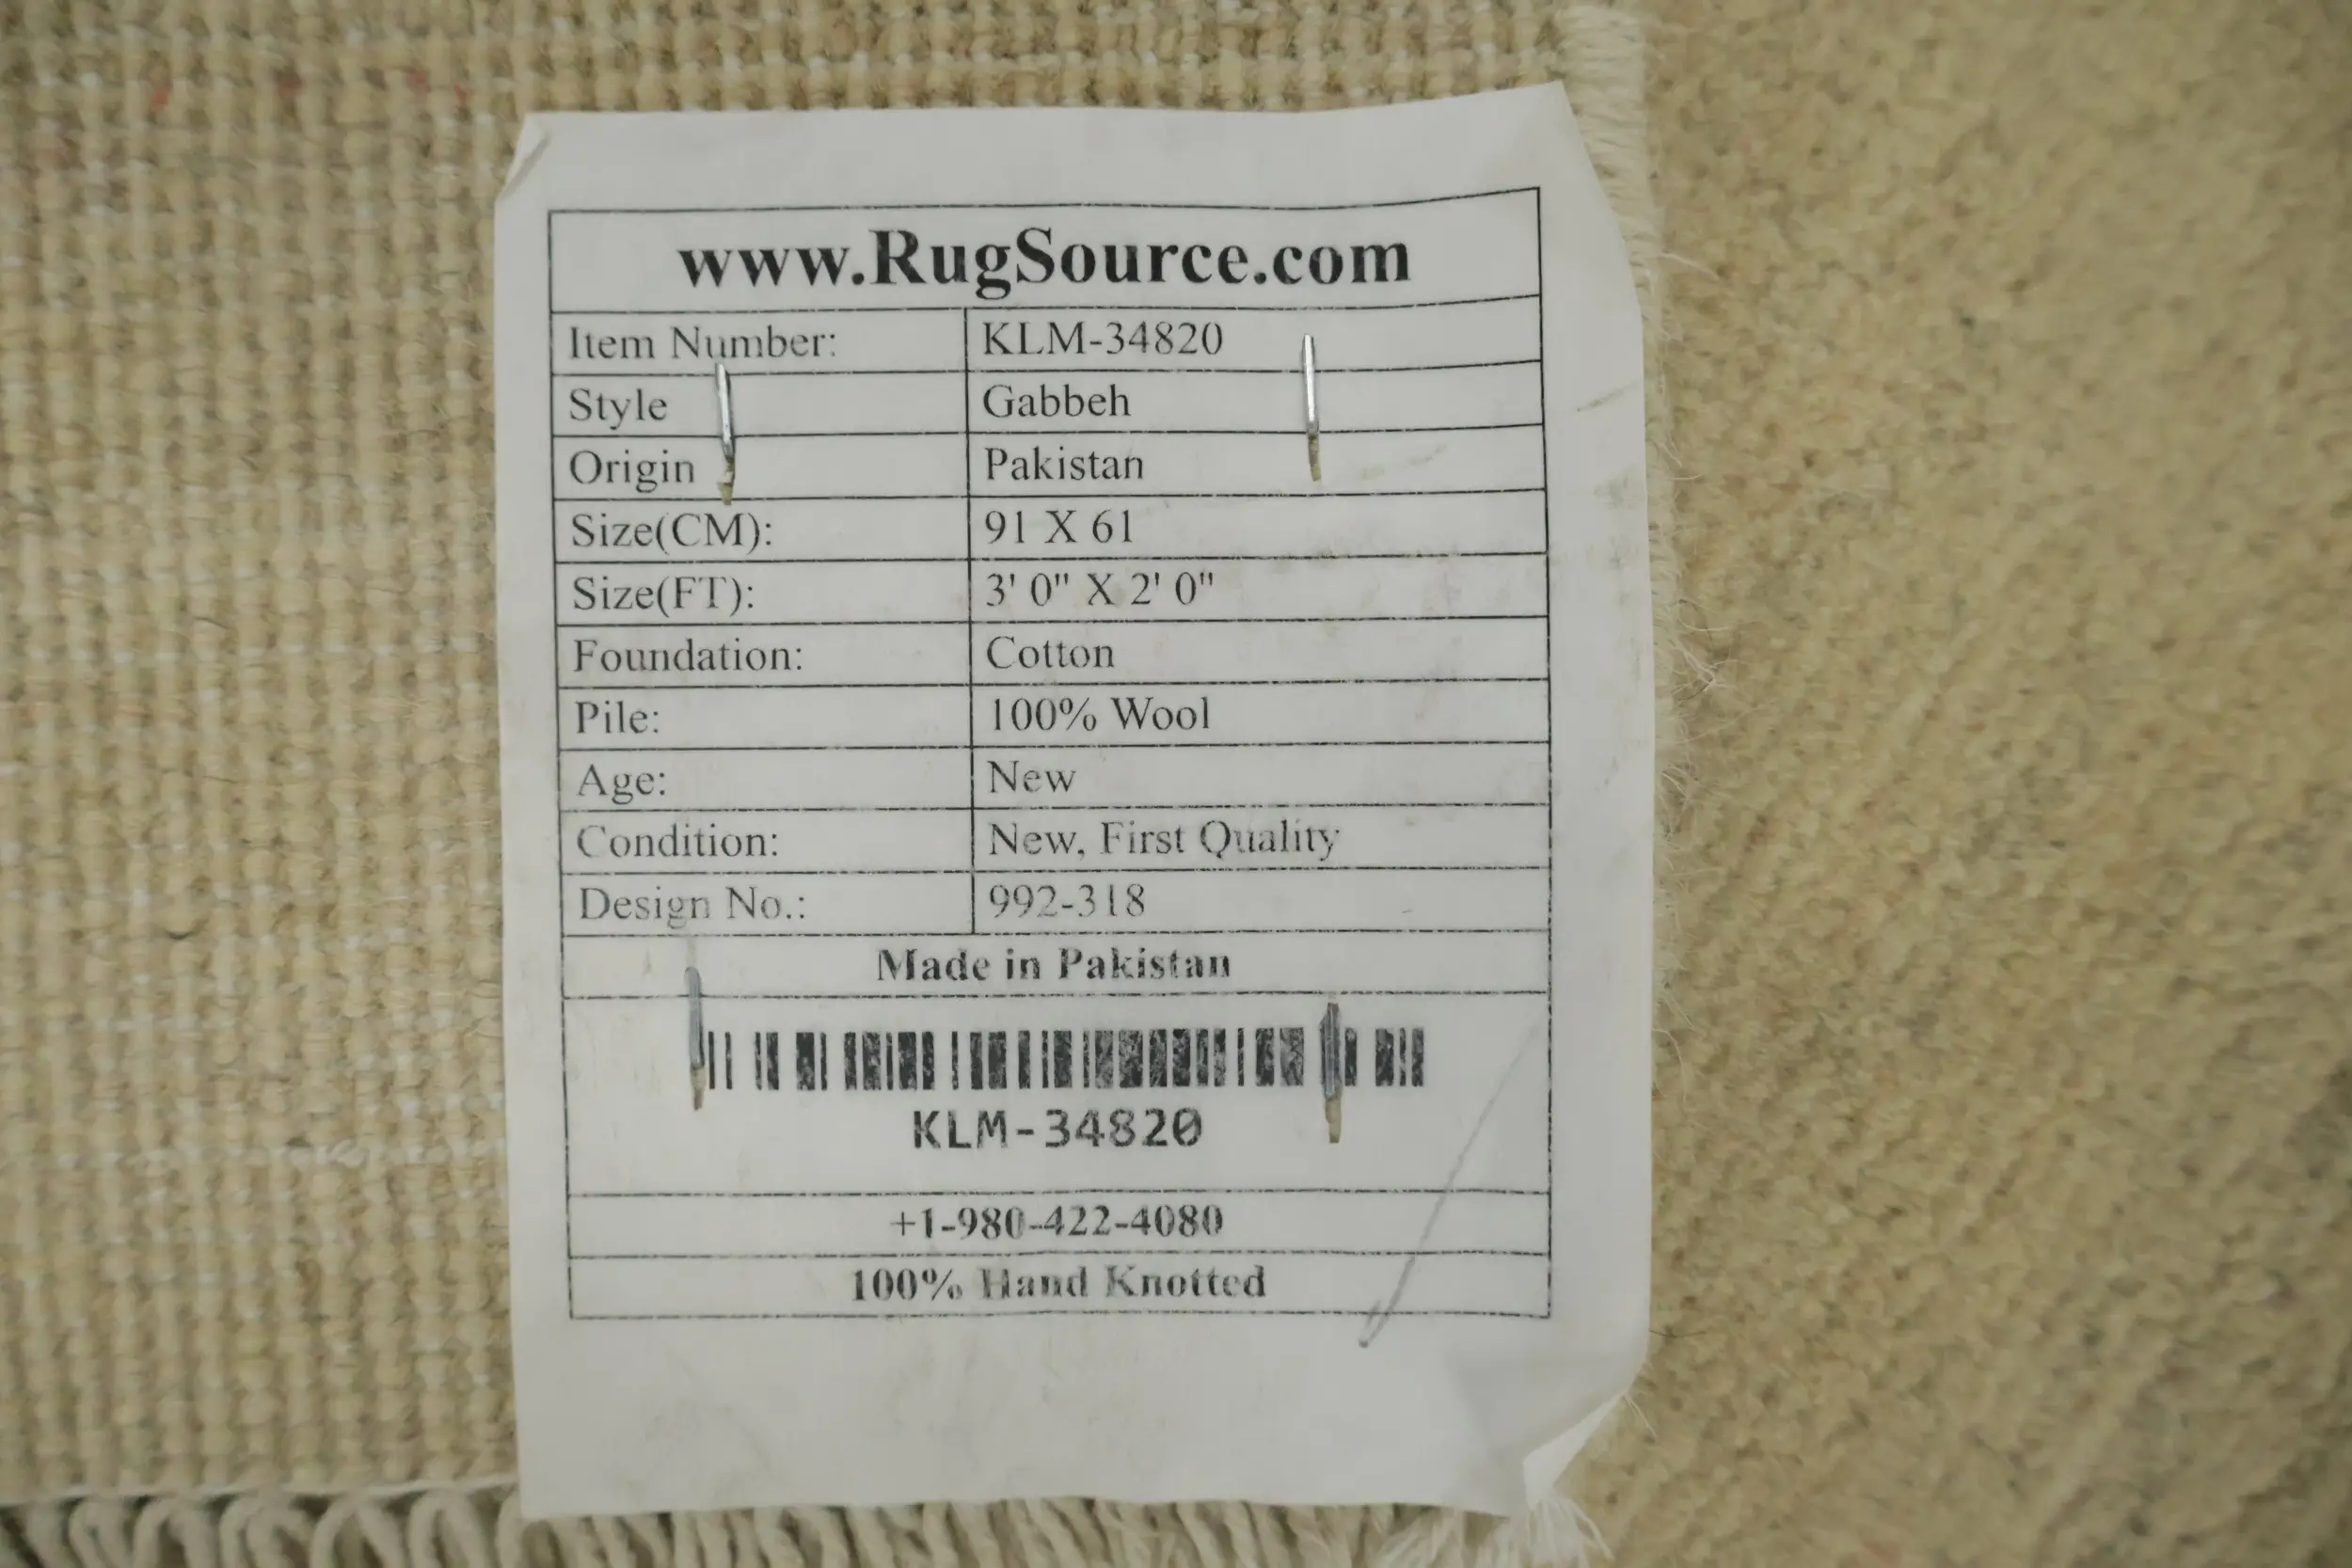 www.RugSource.com
Item Number: KLM-34820
Style Gabbeh
Origin Pakistan
Size(CM): 91 X 61
Size(FT): 3' 0" X 2' 0"
Foundation: Cotton
Pile: 100% Wool
Age: New
Condition: New, First Quality
Design No.: 992-318
Made in Pakistan
KLM-34820
+1-980-422-4080
100% Hand Knotted